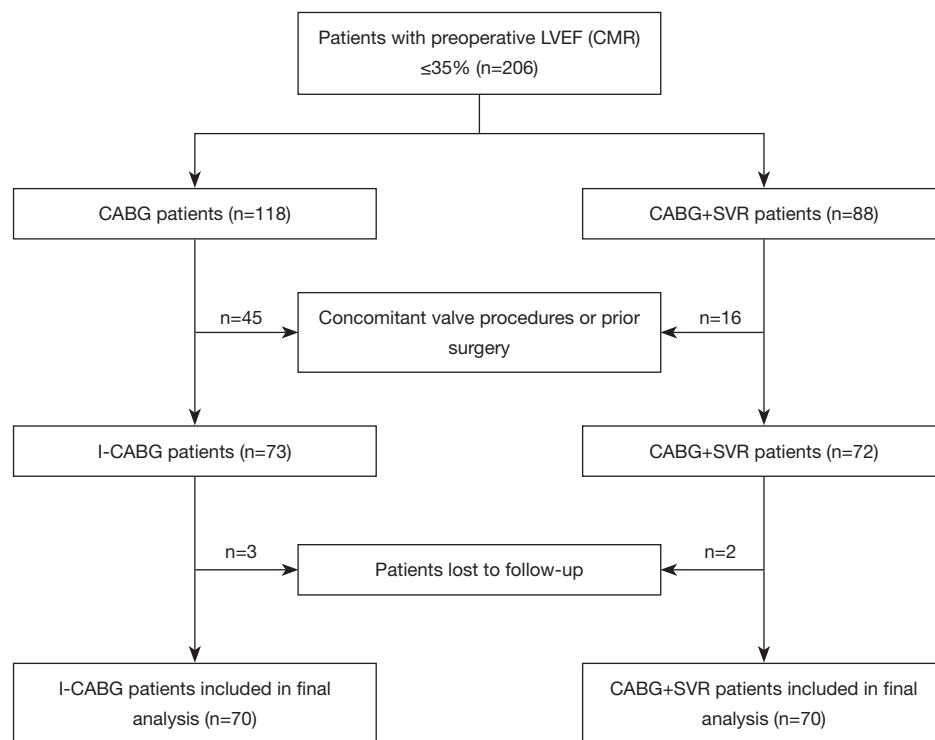 Patients with preoperative LVEF (CMR)
≤35% (n=206)
CABG patients (n=118)
CABG+SVR patients (n=88)
n=45
Concomitant valve procedures or prior
surgery
n=16
I-CABG patients (n=73)
CABG+SVR patients (n=72)
n=3
Patients lost to follow-up
n=2
I-CABG patients included in final
analysis (n=70)
CABG+SVR patients included in final
analysis (n=70)